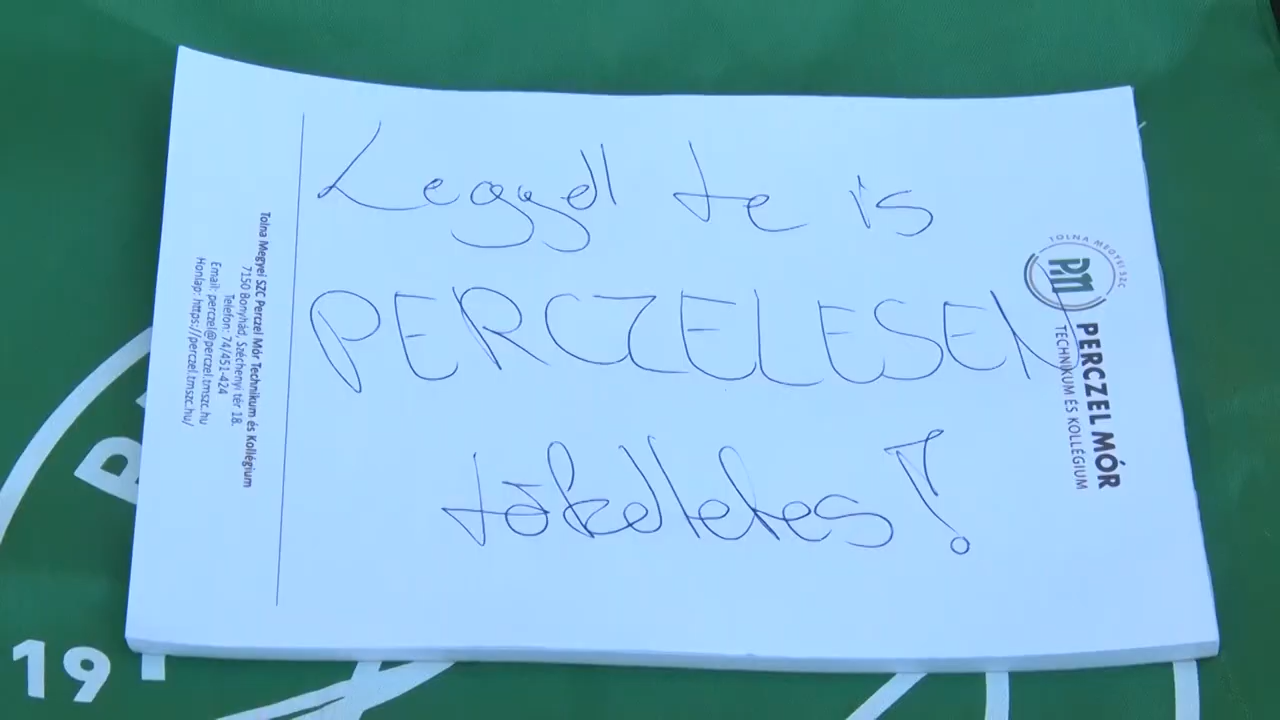 Legyél te is
PERCZELESEN
tökéletes!
Tolna Megyei SZC Perczel Mór Technikum és Kollégium
7150 Bonyhád, Széchenyi tér 18.
Telefon: 74/451-424
Email: perczel@perczel.tmszc.hu
Honlap: https://perczel.tmszc.hu/
TOLNA MEGYEI SZC
PM
PERCZEL MÓR
TECHNIKUM ÉS KOLLÉGIUM
19